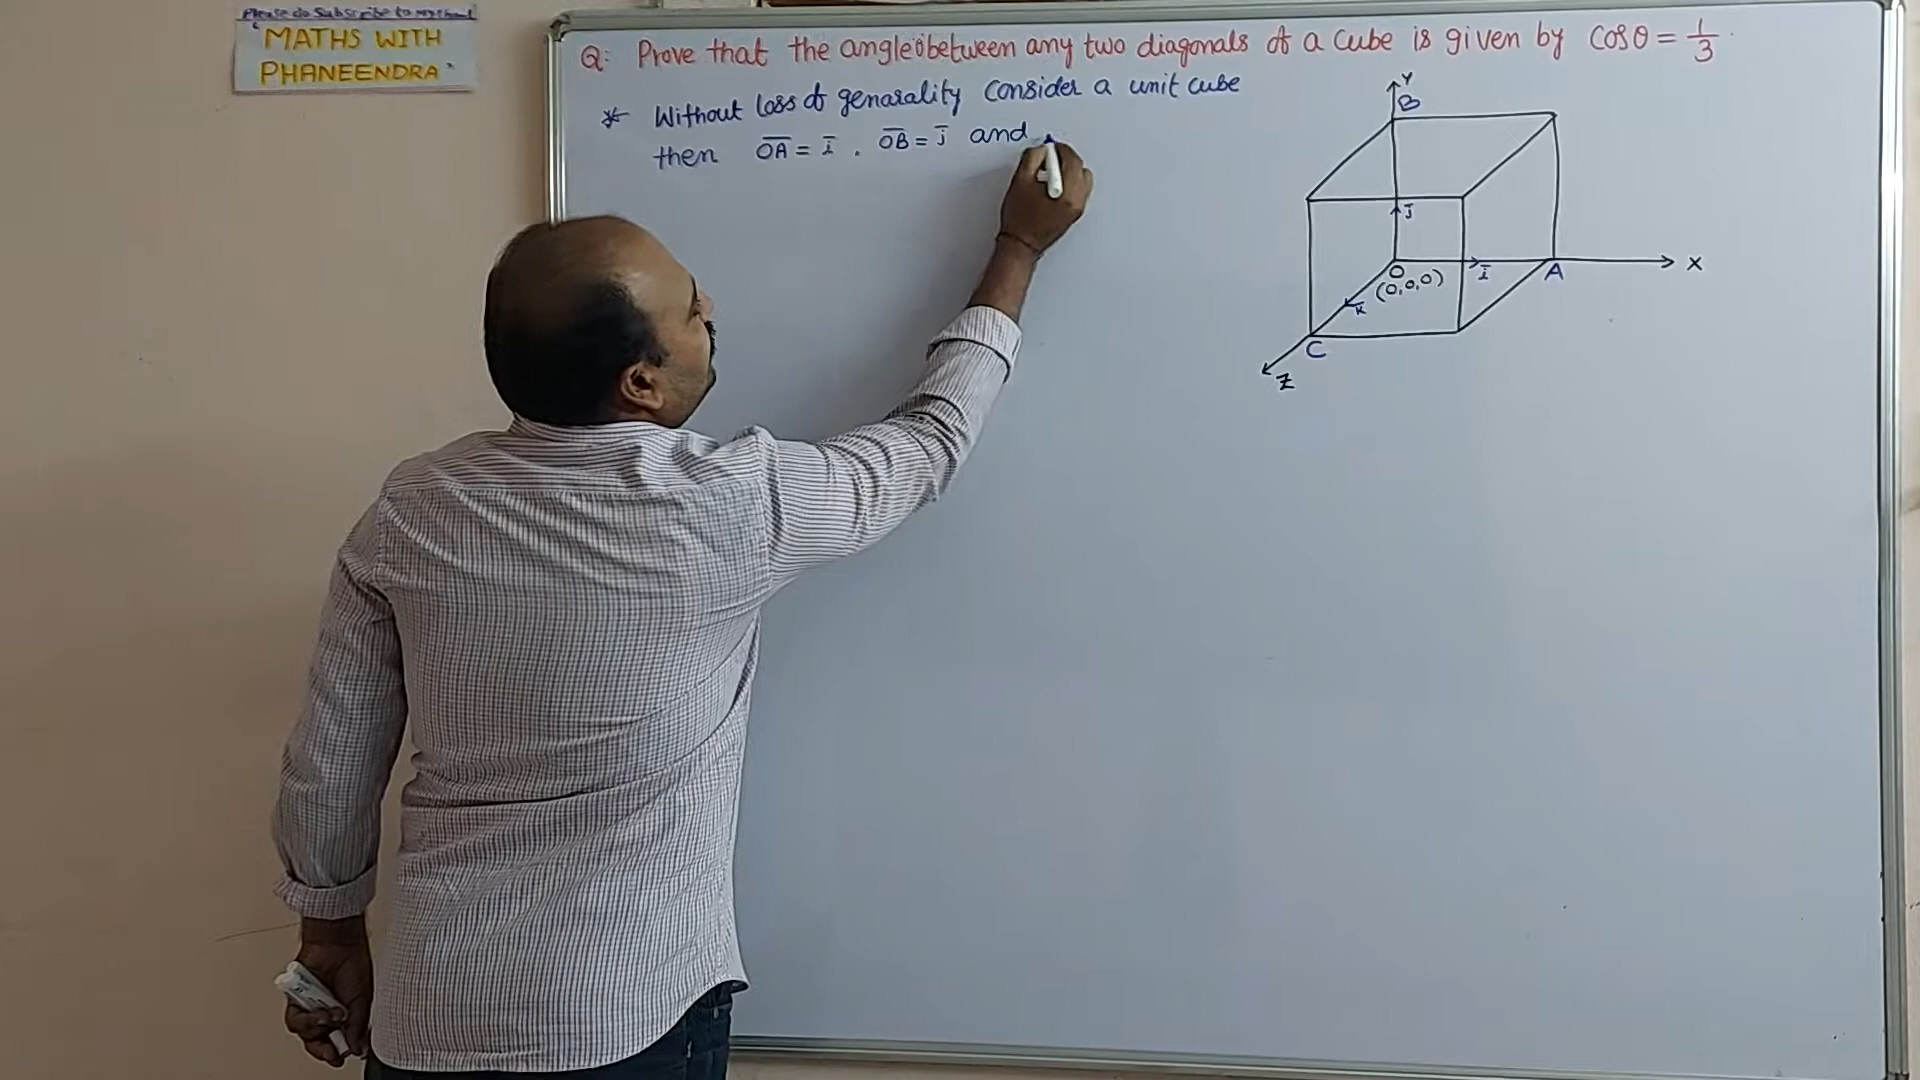 Please do Subscribe to my channel
"MATHS WITH
PHANEENDRA"
Q: Prove that the angle between any two diagonals of a cube is given by cosθ = 1/3.
* Without loss of genarality consider a unit cube
then OA̅ = i̅ . OB̅ = j̅ and
Y
B
j̅
O
(0,0,0)
i̅
A
X
K
C
Z